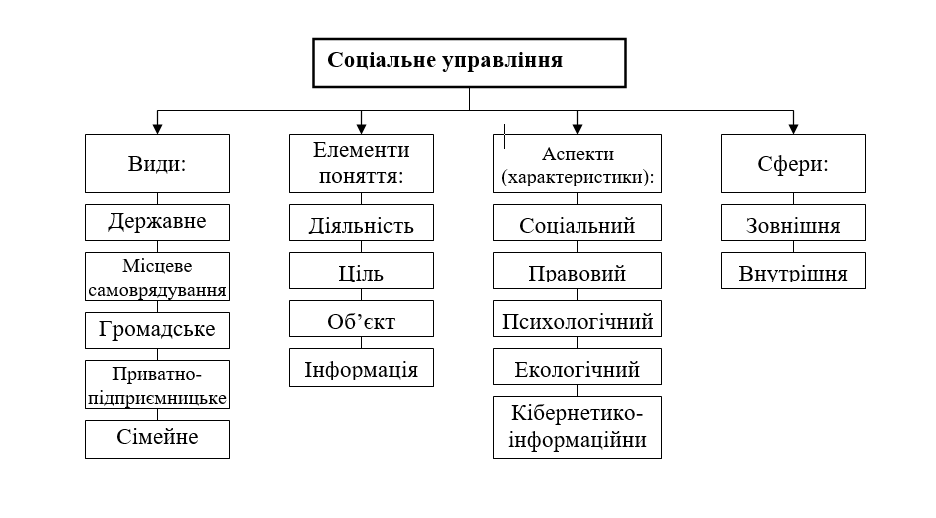 Соціальне управління
Види:
Державне
Місцеве
самоврядування
Громадське
Приватно-
підприємницьке
Сімейне
Елементи
поняття:
Діяльність
Ціль
Об’єкт
Інформація
Аспекти
(характеристики):
Соціальний
Правовий
Психологічний
Екологічний
Кібернетико-
інформаційни
Сфери:
Зовнішня
Внутрішня